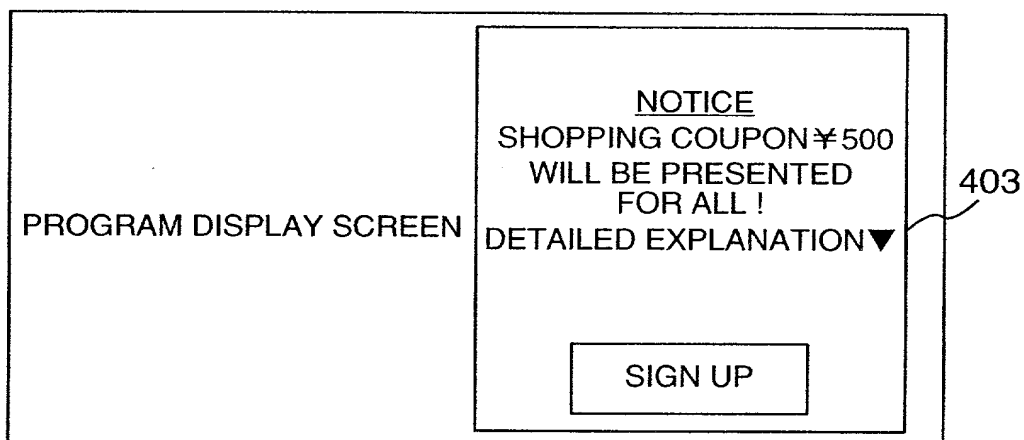 PROGRAM DISPLAY SCREEN
NOTICE
SHOPPING COUPON¥500
WILL BE PRESENTED
FOR ALL !
DETAILED EXPLANATION▼
SIGN UP
403